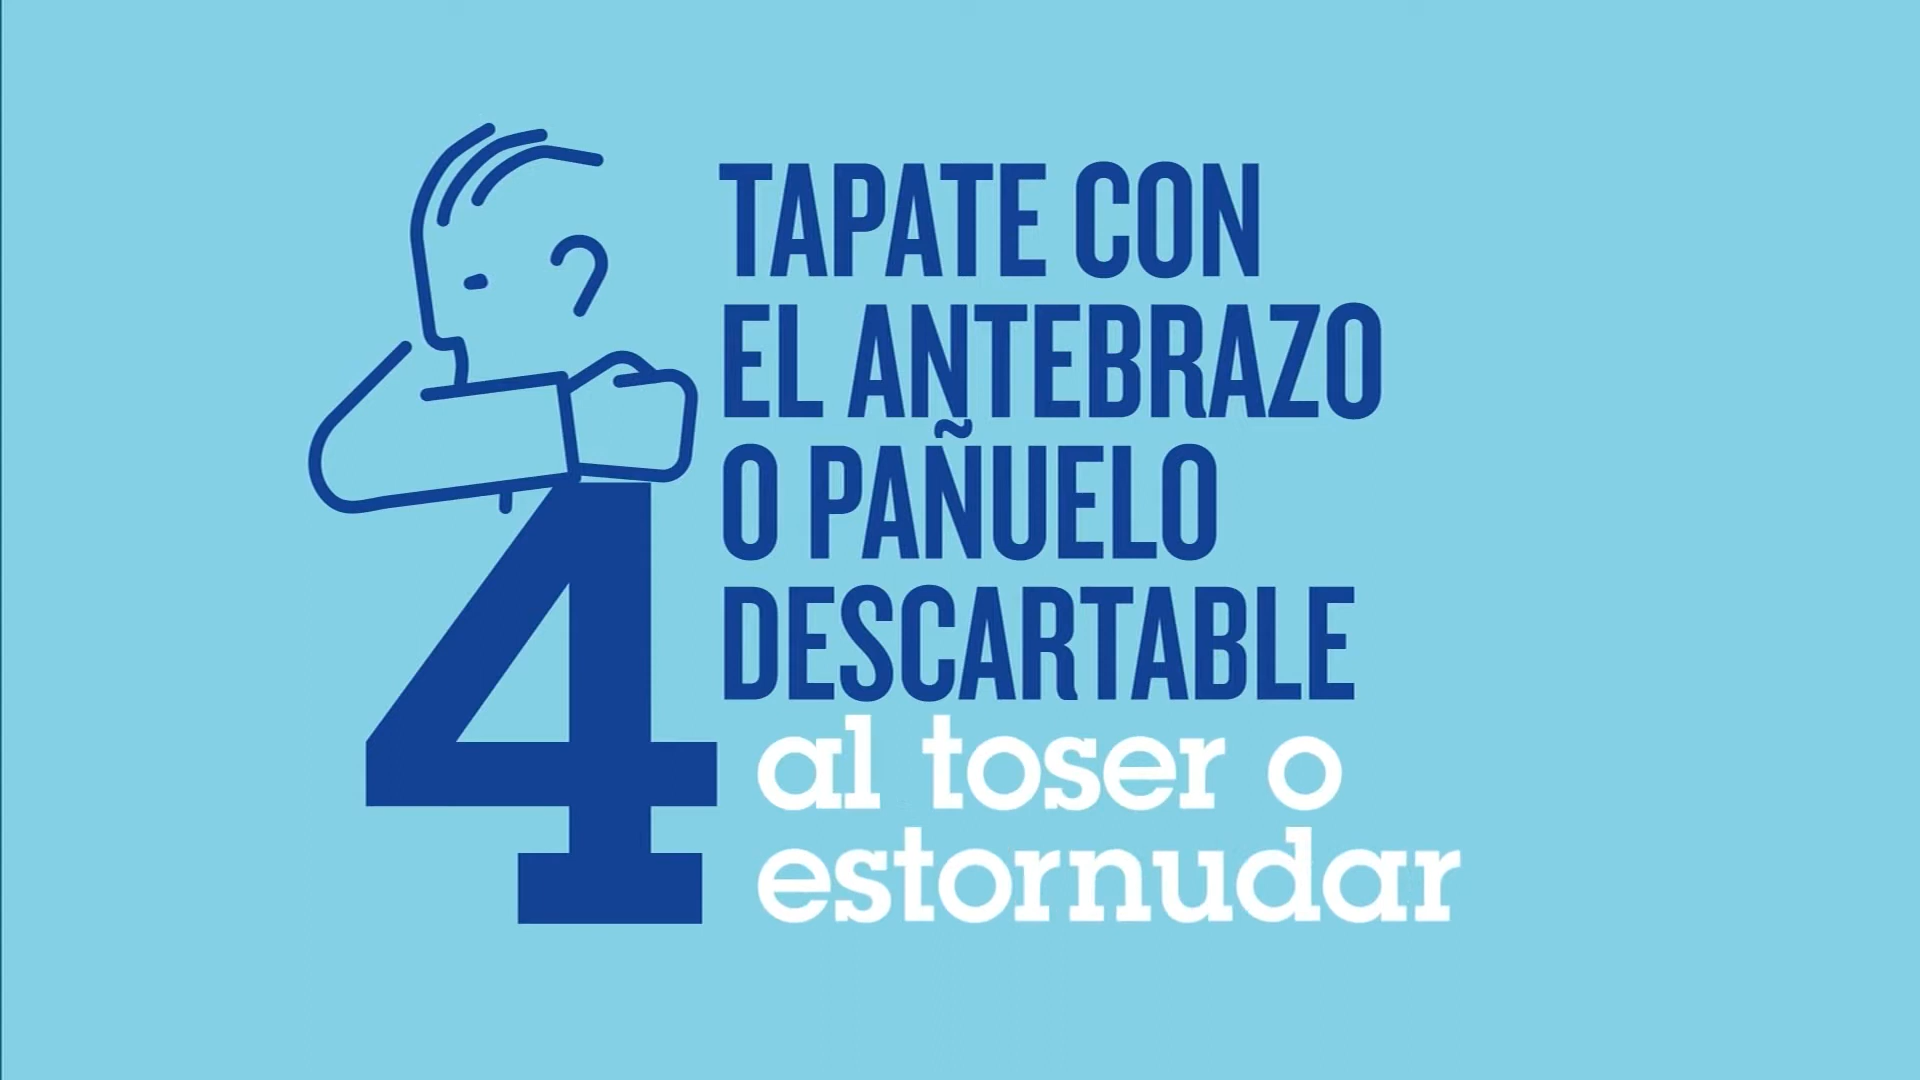 TAPATE CON
EL ANTEBRAZO
O PAÑUELO
DESCARTABLE
4 al toser o
estornudar